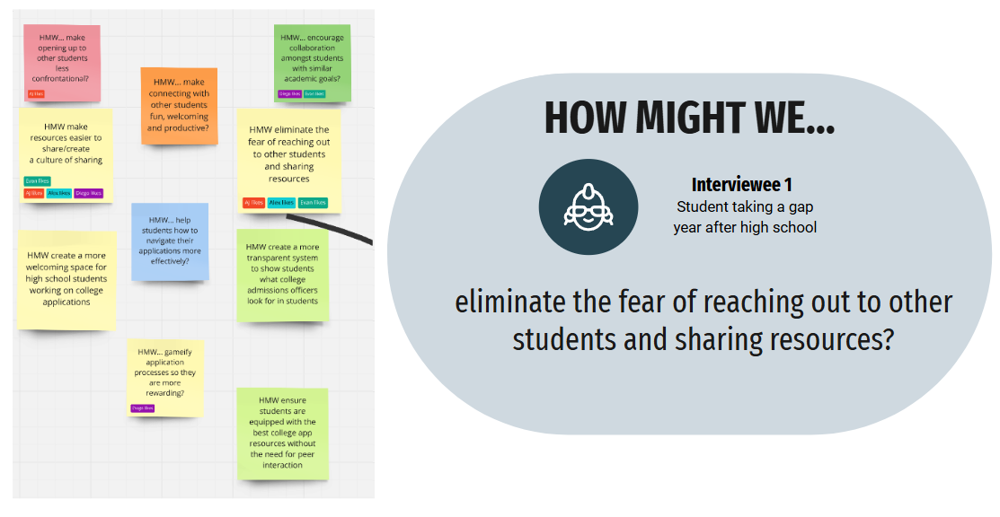 HMW... make
opening up to
other students
less
confrontational?
AJ likes
HMW... encourage
collaboration
amongst students
with similar
academic goals?
Diego likes
Evan likes
HMW... make
connecting with
other students
fun, welcoming
and productive?
HMW make
resources easier to
share/create
a culture of sharing
Evan likes
AJ likes
Alex likes
Diego likes
HMW eliminate the
fear of reaching out
to other students
and sharing
resources
AJ likes
Alex likes
Evan likes
HMW... help
students how to
navigate their
applications more
effectively?
HMW create a more
welcoming space for
high school students
working on college
applications
HMW create a more
transparent system
to show students
what college
admissions officers
look for in students
HMW... gameify
application
processes so they
are more
rewarding?
Diego likes
HMW ensure
students are
equipped with the
best college app
resources without
the need for peer
interaction
HOW MIGHT WE...
Interviewee 1
Student taking a gap
year after high school
eliminate the fear of reaching out to other
students and sharing resources?